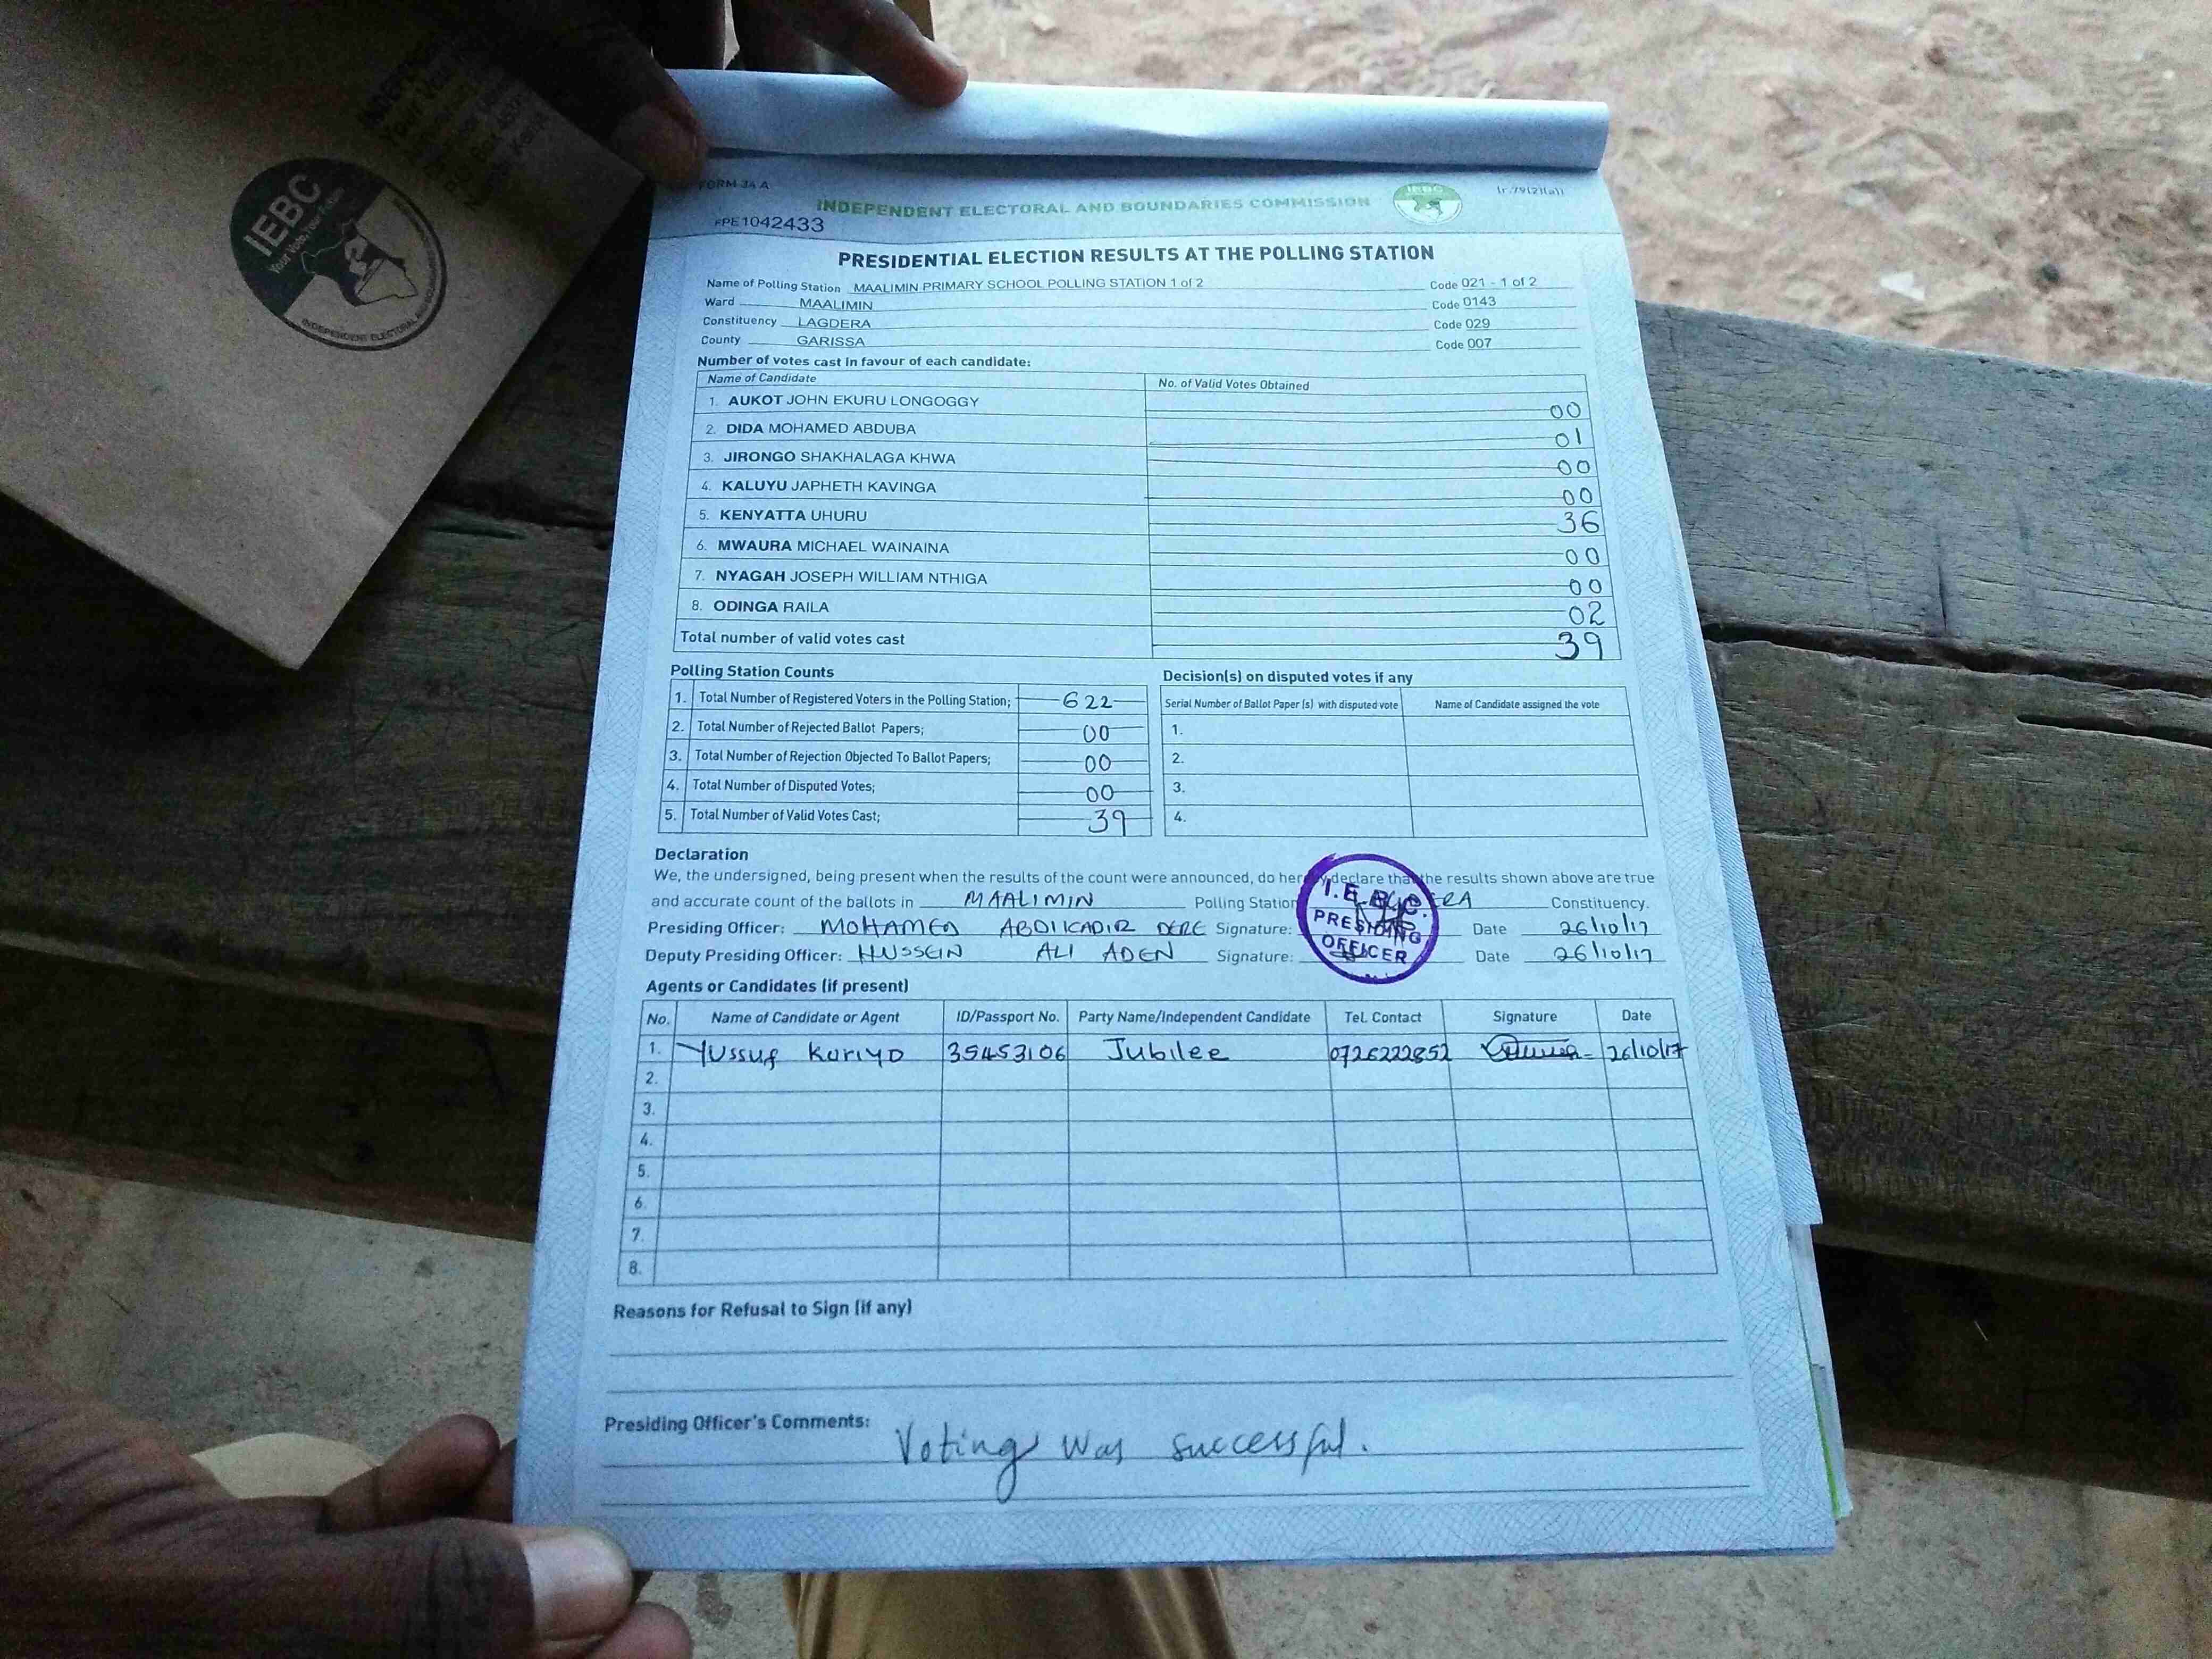 IEBC
Your Vote, Your Future
INDEPENDENT ELECTORAL
FORM 34 A
(r.79(2)(a))
INDEPENDENT ELECTORAL AND BOUNDARIES COMMISSION
IEBC
FPE1042433
PRESIDENTIAL ELECTION RESULTS AT THE POLLING STATION
Name of Polling Station MAALIMIN PRIMARY SCHOOL POLLING STATION 1 of 2 Code 021 - 1 of 2
Ward MAALIMIN Code 0143
Constituency LAGDERA Code 029
County GARISSA Code 007
Number of votes cast in favour of each candidate:
Name of Candidate No. of Valid Votes Obtained
1. AUKOT JOHN EKURU LONGOGGY 00
2. DIDA MOHAMED ABDUBA 01
3. JIRONGO SHAKHALAGA KHWA 00
4. KALUYU JAPHETH KAVINGA 00
5. KENYATTA UHURU 36
6. MWAURA MICHAEL WAINAINA 00
7. NYAGAH JOSEPH WILLIAM NTHIGA 00
8. ODINGA RAILA 02
Total number of valid votes cast 39
Polling Station Counts
1. Total Number of Registered Voters in the Polling Station; 622
2. Total Number of Rejected Ballot Papers; 00
3. Total Number of Rejection Objected To Ballot Papers; 00
4. Total Number of Disputed Votes; 00
5. Total Number of Valid Votes Cast; 39
Decision(s) on disputed votes if any
Serial Number of Ballot Paper (s) with disputed vote Name of Candidate assigned the vote
1.
2.
3.
4.
Declaration
We, the undersigned, being present when the results of the count were announced, do hereby declare that the results shown above are true
and accurate count of the ballots in MAALIMIN Polling Station Constituency.
Presiding Officer: MOHAMED ABDIKADIR DERE Signature: Date 26/10/17
Deputy Presiding Officer: HUSSEIN ALI ADEN Signature: Date 26/10/17
I.E.B.C.
PRESIDING
OFFICER
Agents or Candidates (if present)
No. Name of Candidate or Agent ID/Passport No. Party Name/Independent Candidate Tel. Contact Signature Date
1. Yussuf Kuriyo 35453106 Jubilee 0726222852 26/10/17
2.
3.
4.
5.
6.
7.
8.
Reasons for Refusal to Sign (if any)
Presiding Officer's Comments: Voting was successful.